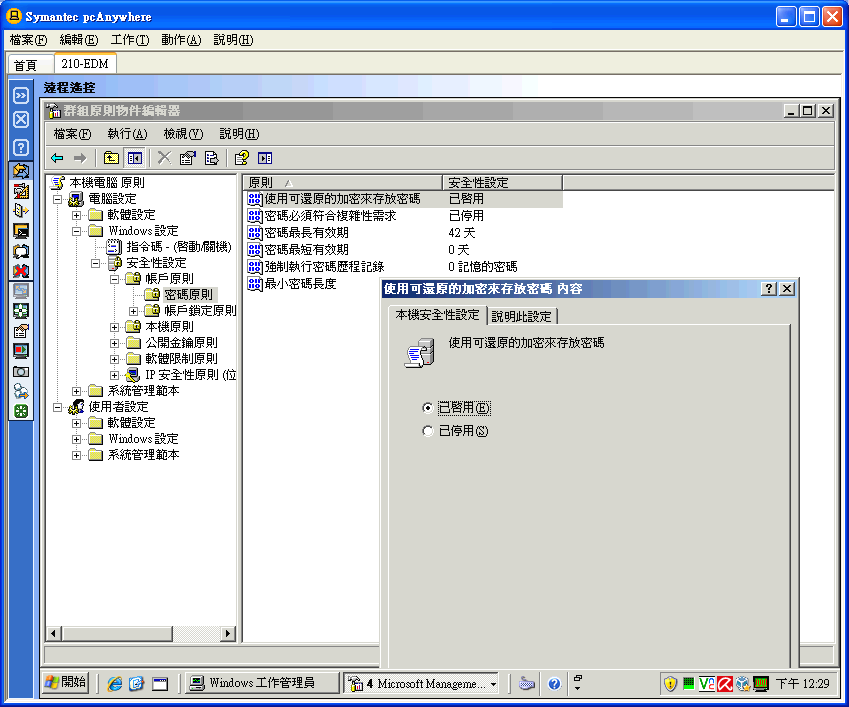 Symantec pcAnywhere
檔案(F) 編輯(E) 工作(T) 動作(A) 說明(H)
首頁 210-EDM
遠程遙控
群組原則物件編輯器
檔案(F) 執行(A) 檢視(V) 說明(H)
本機電腦 原則
電腦設定
軟體設定
Windows 設定
指令碼 - (啓動/關機)
安全性設定
帳戶原則
密碼原則
帳戶鎖定原則
本機原則
公開金鑰原則
軟體限制原則
IP 安全性原則 (位
系統管理範本
使用者設定
軟體設定
Windows 設定
系統管理範本
原則 安全性設定
使用可還原的加密來存放密碼 已啓用
密碼必須符合複雜性需求 已停用
密碼最長有效期 42 天
密碼最短有效期 0 天
強制執行密碼歷程記錄 0 記憶的密碼
最小密碼長度
使用可還原的加密來存放密碼 內容
本機安全性設定 說明此設定
使用可還原的加密來存放密碼
已啓用(E)
已停用(S)
開始 Windows 工作管理員 4 Microsoft Manageme... V2 下午 12:29